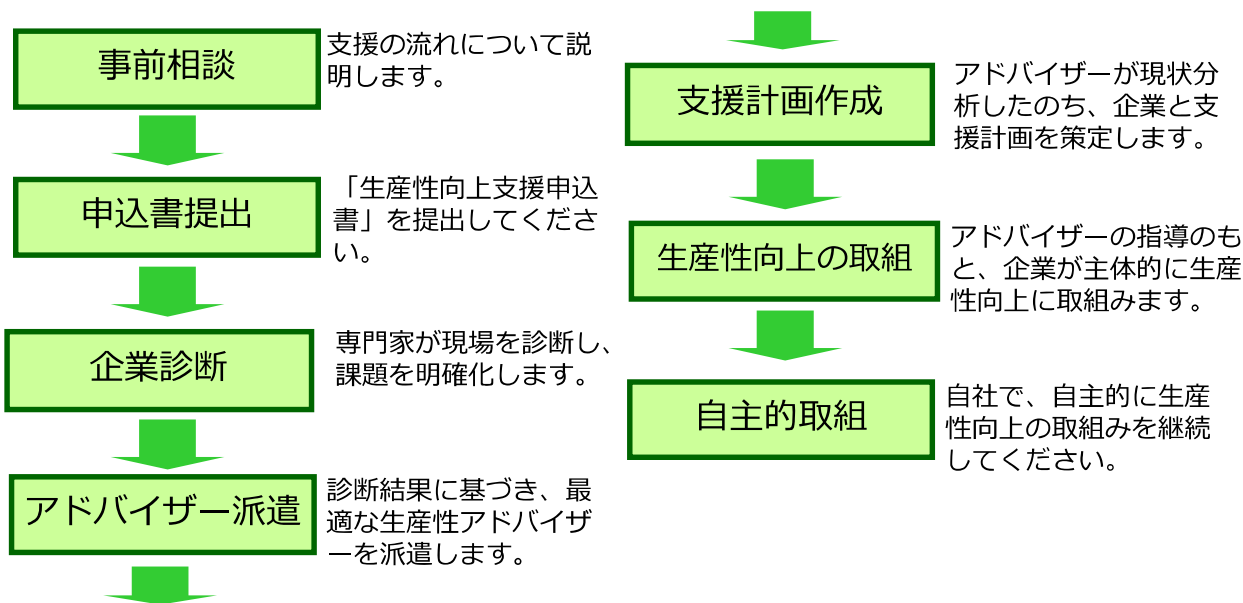 事前相談
支援の流れについて説
明します。
申込書提出
「生産性向上支援申込
書」を提出してくださ
い。
企業診断
専門家が現場を診断し、
課題を明確化します。
アドバイザー派遣
診断結果に基づき、最
適な生産性アドバイザ
ーを派遣します。
支援計画作成
アドバイザーが現状分
析したのち、企業と支
援計画を策定します。
生産性向上の取組
アドバイザーの指導のも
と、企業が主体的に生産
性向上に取組みます。
自主的取組
自社で、自主的に生産
性向上の取組みを継続
してください。